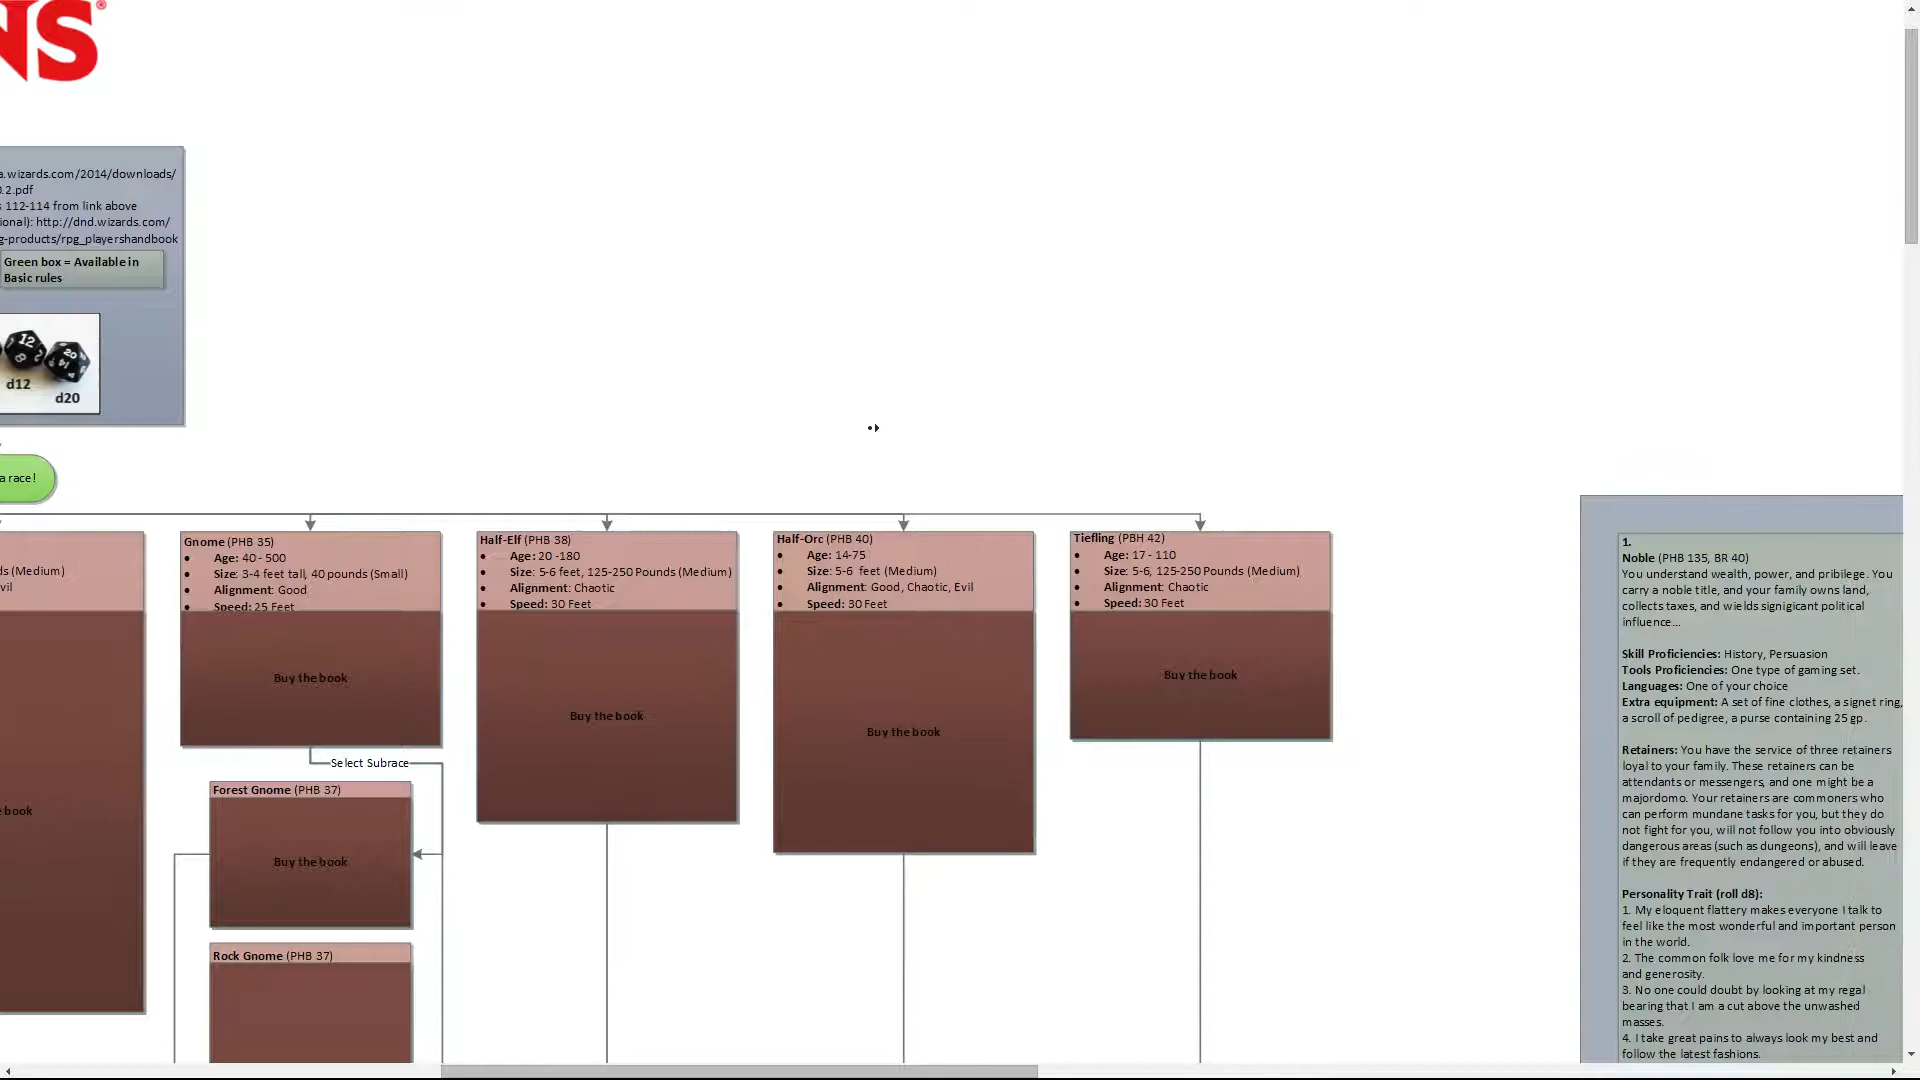 NS®
a.wizards.com/2014/downloads/
0.2.pdf
s 112-114 from link above
ional): http://dnd.wizards.com/
g-products/rpg_playershandbook
Green box = Available in
Basic rules
12
8
20
14
d12
d20
a race!
ds (Medium)
vil
e book
Gnome (PHB 35)
• Age: 40 - 500
• Size: 3-4 feet tall, 40 pounds (Small)
• Alignment: Good
• Speed: 25 Feet
Buy the book
Select Subrace
Forest Gnome (PHB 37)
Buy the book
Rock Gnome (PHB 37)
Half-Elf (PHB 38)
• Age: 20 -180
• Size: 5-6 feet, 125-250 Pounds (Medium)
• Alignment: Chaotic
• Speed: 30 Feet
Buy the book
Half-Orc (PHB 40)
• Age: 14-75
• Size: 5-6 feet (Medium)
• Alignment: Good, Chaotic, Evil
• Speed: 30 Feet
Buy the book
Tiefling (PBH 42)
• Age: 17 - 110
• Size: 5-6, 125-250 Pounds (Medium)
• Alignment: Chaotic
• Speed: 30 Feet
Buy the book
1.
Noble (PHB 135, BR 40)
You understand wealth, power, and pribilege. You
carry a noble title, and your family owns land,
collects taxes, and wields signigicant political
influence...
Skill Proficiencies: History, Persuasion
Tools Proficiencies: One type of gaming set.
Languages: One of your choice
Extra equipment: A set of fine clothes, a signet ring,
a scroll of pedigree, a purse containing 25 gp.
Retainers: You have the service of three retainers
loyal to your family. These retainers can be
attendants or messengers, and one might be a
majordomo. Your retainers are commoners who
can perform mundane tasks for you, but they do
not fight for you, will not follow you into obviously
dangerous areas (such as dungeons), and will leave
if they are frequently endangered or abused.
Personality Trait (roll d8):
1. My eloquent flattery makes everyone I talk to
feel like the most wonderful and important person
in the world.
2. The common folk love me for my kindness
and generosity.
3. No one could doubt by looking at my regal
bearing that I am a cut above the unwashed
masses.
4. I take great pains to always look my best and
follow the latest fashions.